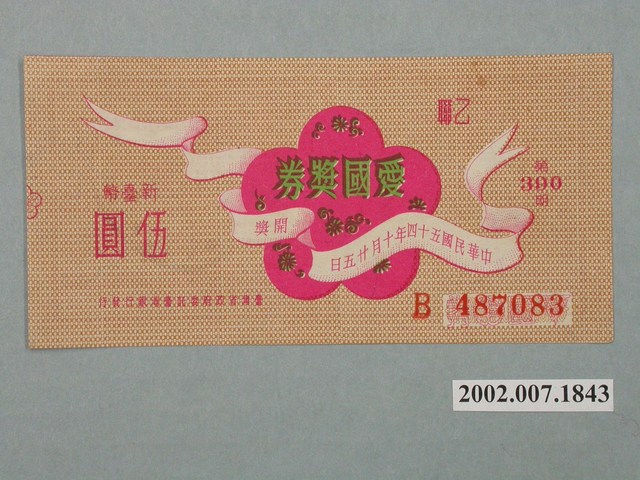 乙聯
愛國獎券
第
390
期
新臺幣
伍圓
中華民國五十四年十月廿五日
開獎
臺灣省政府委託臺灣銀行發行
B 487083
2002.007.1843